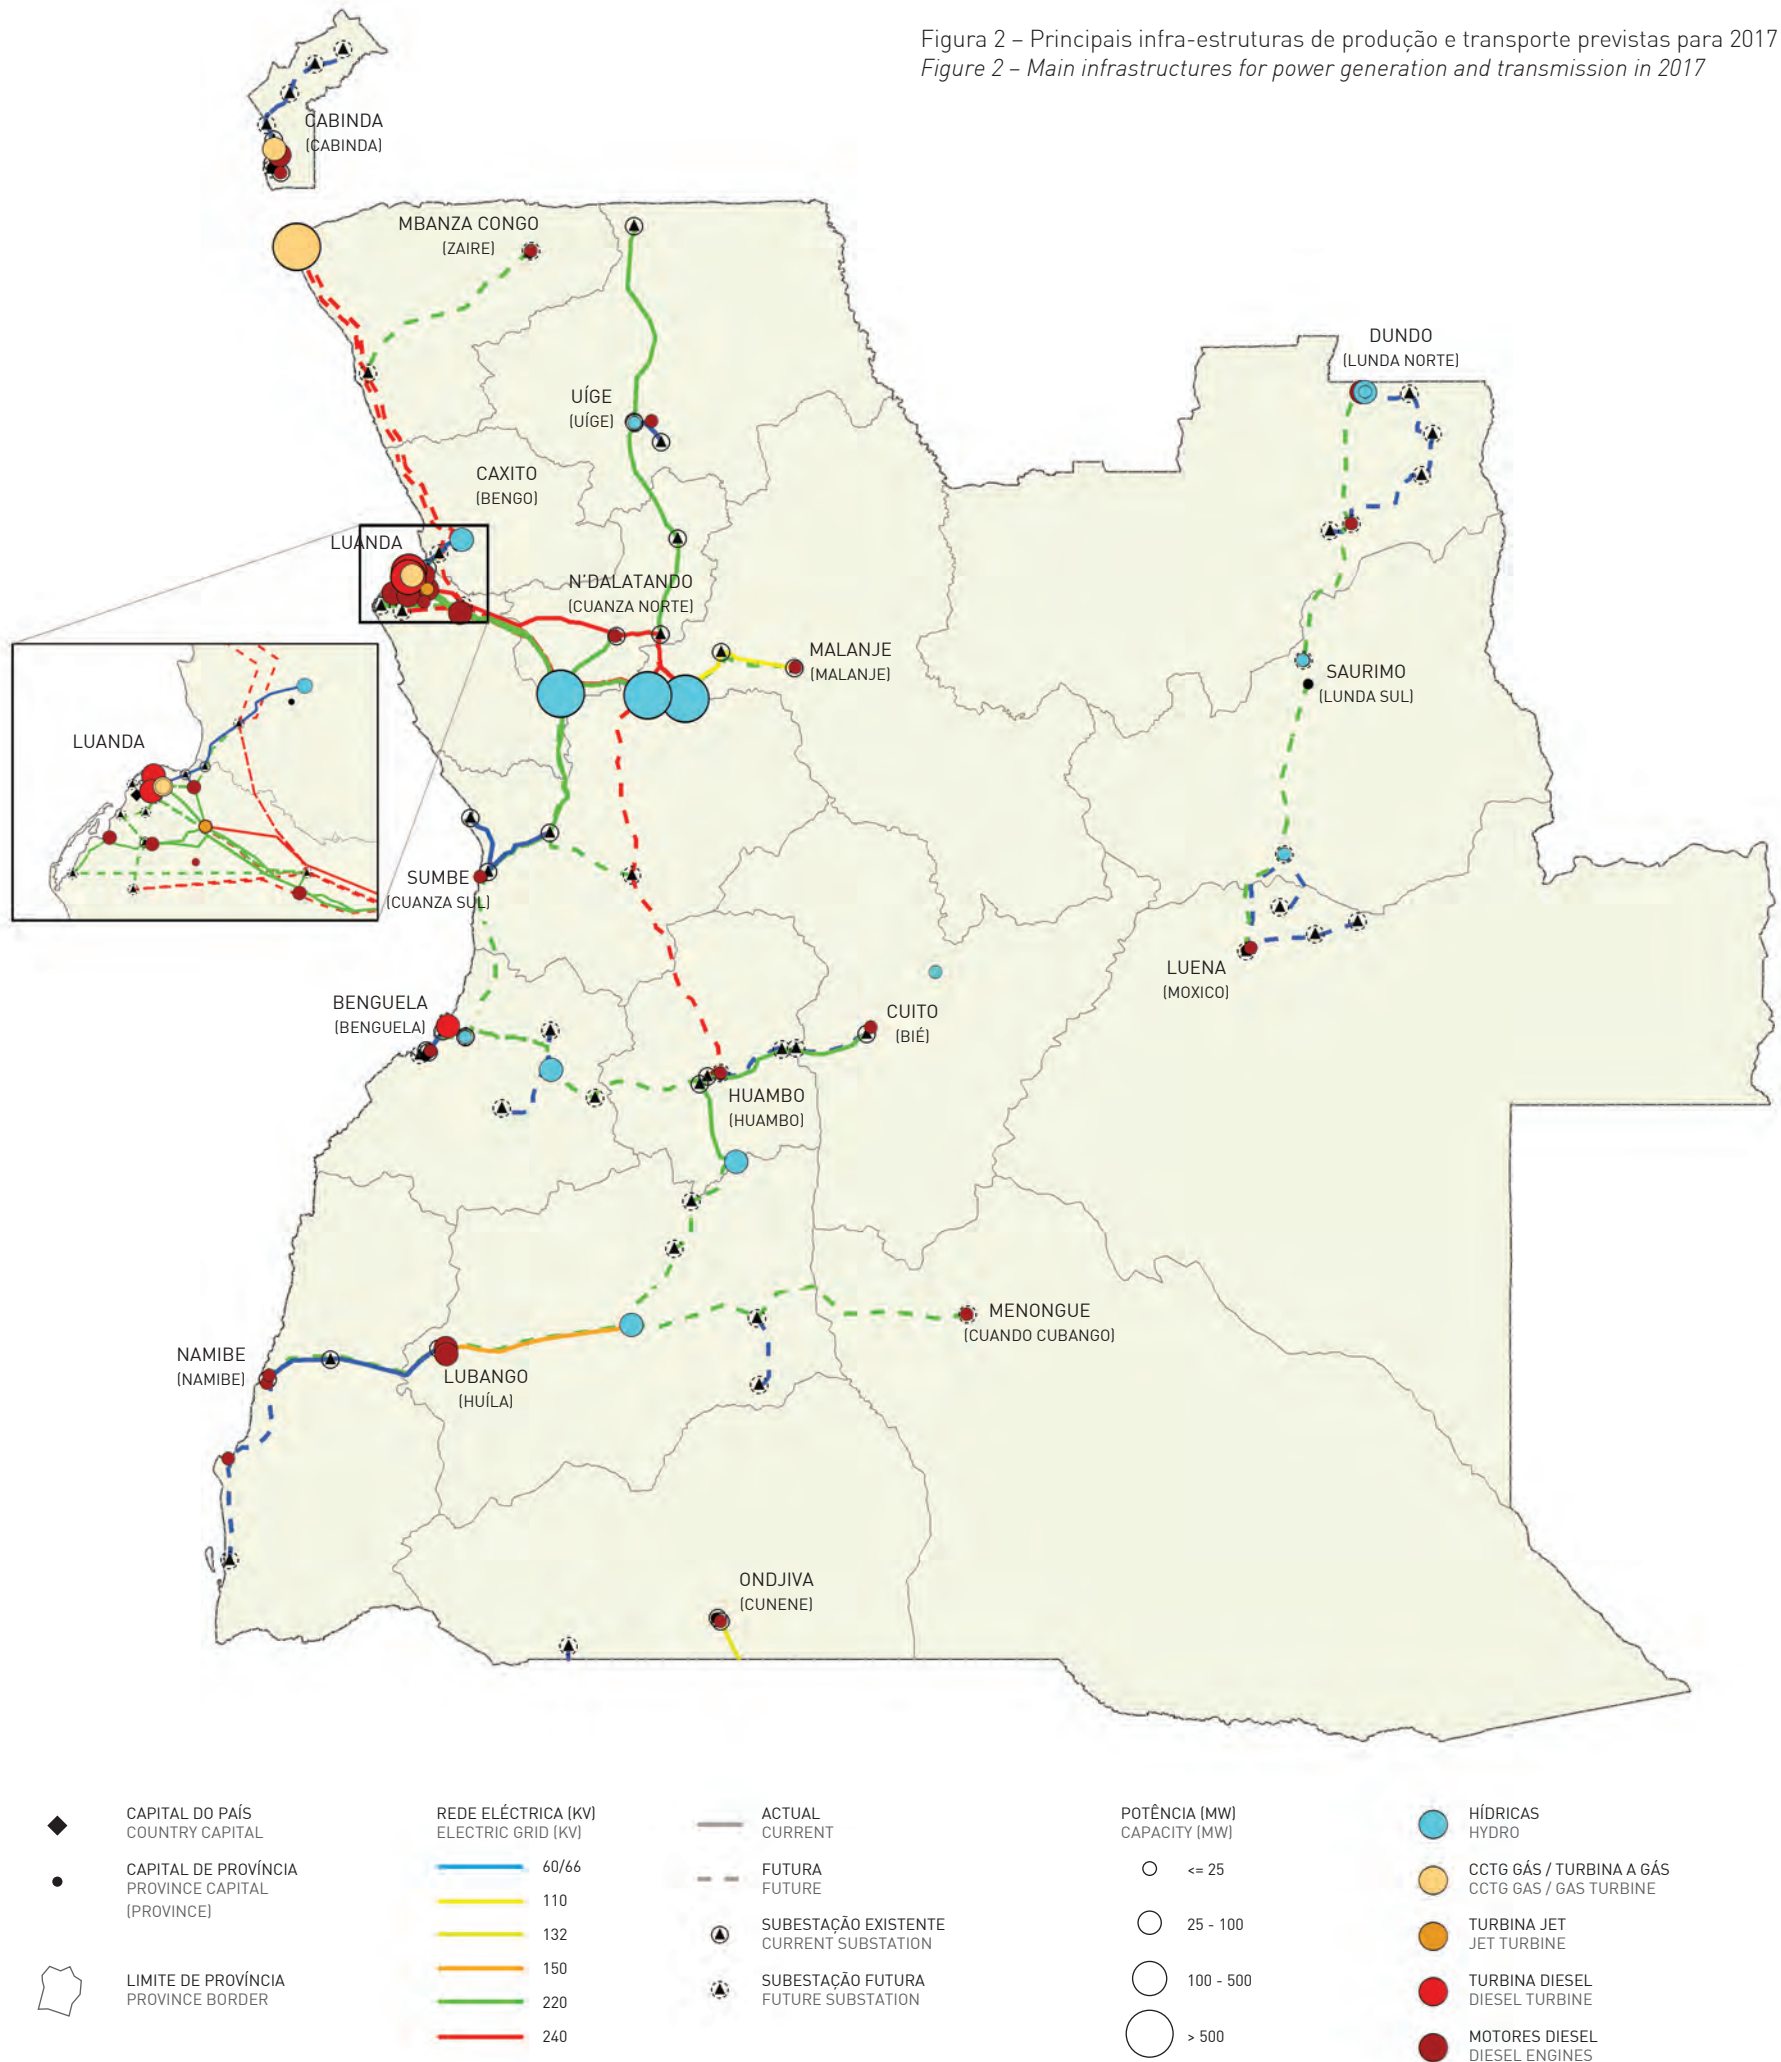 Figura 2 – Principais infra-estruturas de produção e transporte previstas para 2017
Figure 2 – Main infrastructures for power generation and transmission in 2017
CABINDA
(CABINDA)
MBANZA CONGO
(ZAIRE)
DUNDO
(LUNDA NORTE)
UÍGE
(UÍGE)
CAXITO
(BENGO)
LUANDA
N'DALATANDO
(CUANZA NORTE)
MALANJE
(MALANJE)
SAURIMO
(LUNDA SUL)
LUANDA
SUMBE
(CUANZA SUL)
LUENA
(MOXICO)
BENGUELA
(BENGUELA)
CUITO
(BIÉ)
HUAMBO
(HUAMBO)
MENONGUE
(CUANDO CUBANGO)
NAMIBE
(NAMIBE)
LUBANGO
(HUÍLA)
ONDJIVA
(CUNENE)
CAPITAL DO PAÍS
COUNTRY CAPITAL
CAPITAL DE PROVÍNCIA
PROVINCE CAPITAL
(PROVINCE)
LIMITE DE PROVÍNCIA
PROVINCE BORDER
REDE ELÉCTRICA (KV)
ELECTRIC GRID (KV)
60/66
110
132
150
220
240
ACTUAL
CURRENT
FUTURA
FUTURE
SUBESTAÇÃO EXISTENTE
CURRENT SUBSTATION
SUBESTAÇÃO FUTURA
FUTURE SUBSTATION
POTÊNCIA (MW)
CAPACITY (MW)
<= 25
25 - 100
100 - 500
> 500
HÍDRICAS
HYDRO
CCTG GÁS / TURBINA A GÁS
CCTG GAS / GAS TURBINE
TURBINA JET
JET TURBINE
TURBINA DIESEL
DIESEL TURBINE
MOTORES DIESEL
DIESEL ENGINES